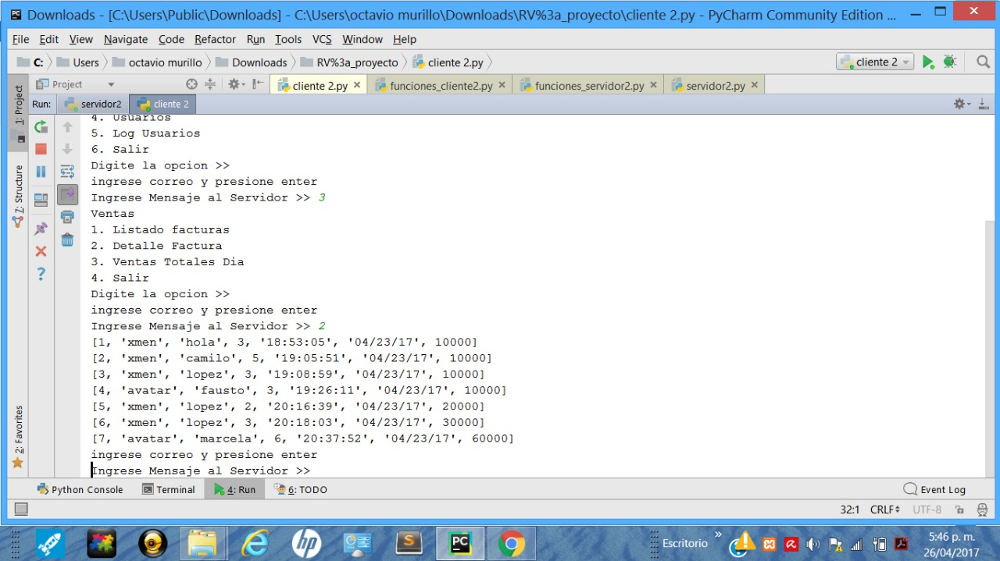 Downloads - [C:\Users\Public\Downloads] - C:\Users\octavio murillo\Downloads\RV%3a_proyecto\cliente 2.py - PyCharm Community Edition ...
File Edit View Navigate Code Refactor Run Tools VCS Window Help
C: Users octavio murillo Downloads RV%3a_proyecto cliente 2.py cliente 2
Project cliente 2.py funciones_cliente2.py funciones_servidor2.py servidor2.py
Run: servidor2 cliente 2
1: Project
7: Structure
2: Favorites
4. Usuarios
5. Log Usuarios
6. Salir
Digite la opcion >>
ingrese correo y presione enter
Ingrese Mensaje al Servidor >> 3
Ventas
1. Listado facturas
2. Detalle Factura
3. Ventas Totales Dia
4. Salir
Digite la opcion >>
ingrese correo y presione enter
Ingrese Mensaje al Servidor >> 2
[1, 'xmen', 'hola', 3, '18:53:05', '04/23/17', 10000]
[2, 'xmen', 'camilo', 5, '19:05:51', '04/23/17', 10000]
[3, 'xmen', 'lopez', 3, '19:08:59', '04/23/17', 10000]
[4, 'avatar', 'fausto', 3, '19:26:11', '04/23/17', 10000]
[5, 'xmen', 'lopez', 2, '20:16:39', '04/23/17', 20000]
[6, 'xmen', 'lopez', 3, '20:18:03', '04/23/17', 30000]
[7, 'avatar', 'marcela', 6, '20:37:52', '04/23/17', 60000]
ingrese correo y presione enter
Ingrese Mensaje al Servidor >>
Python Console Terminal 4: Run 6: TODO Event Log
32:1 CRLF UTF-8
Escritorio » 5:46 p. m.
26/04/2017